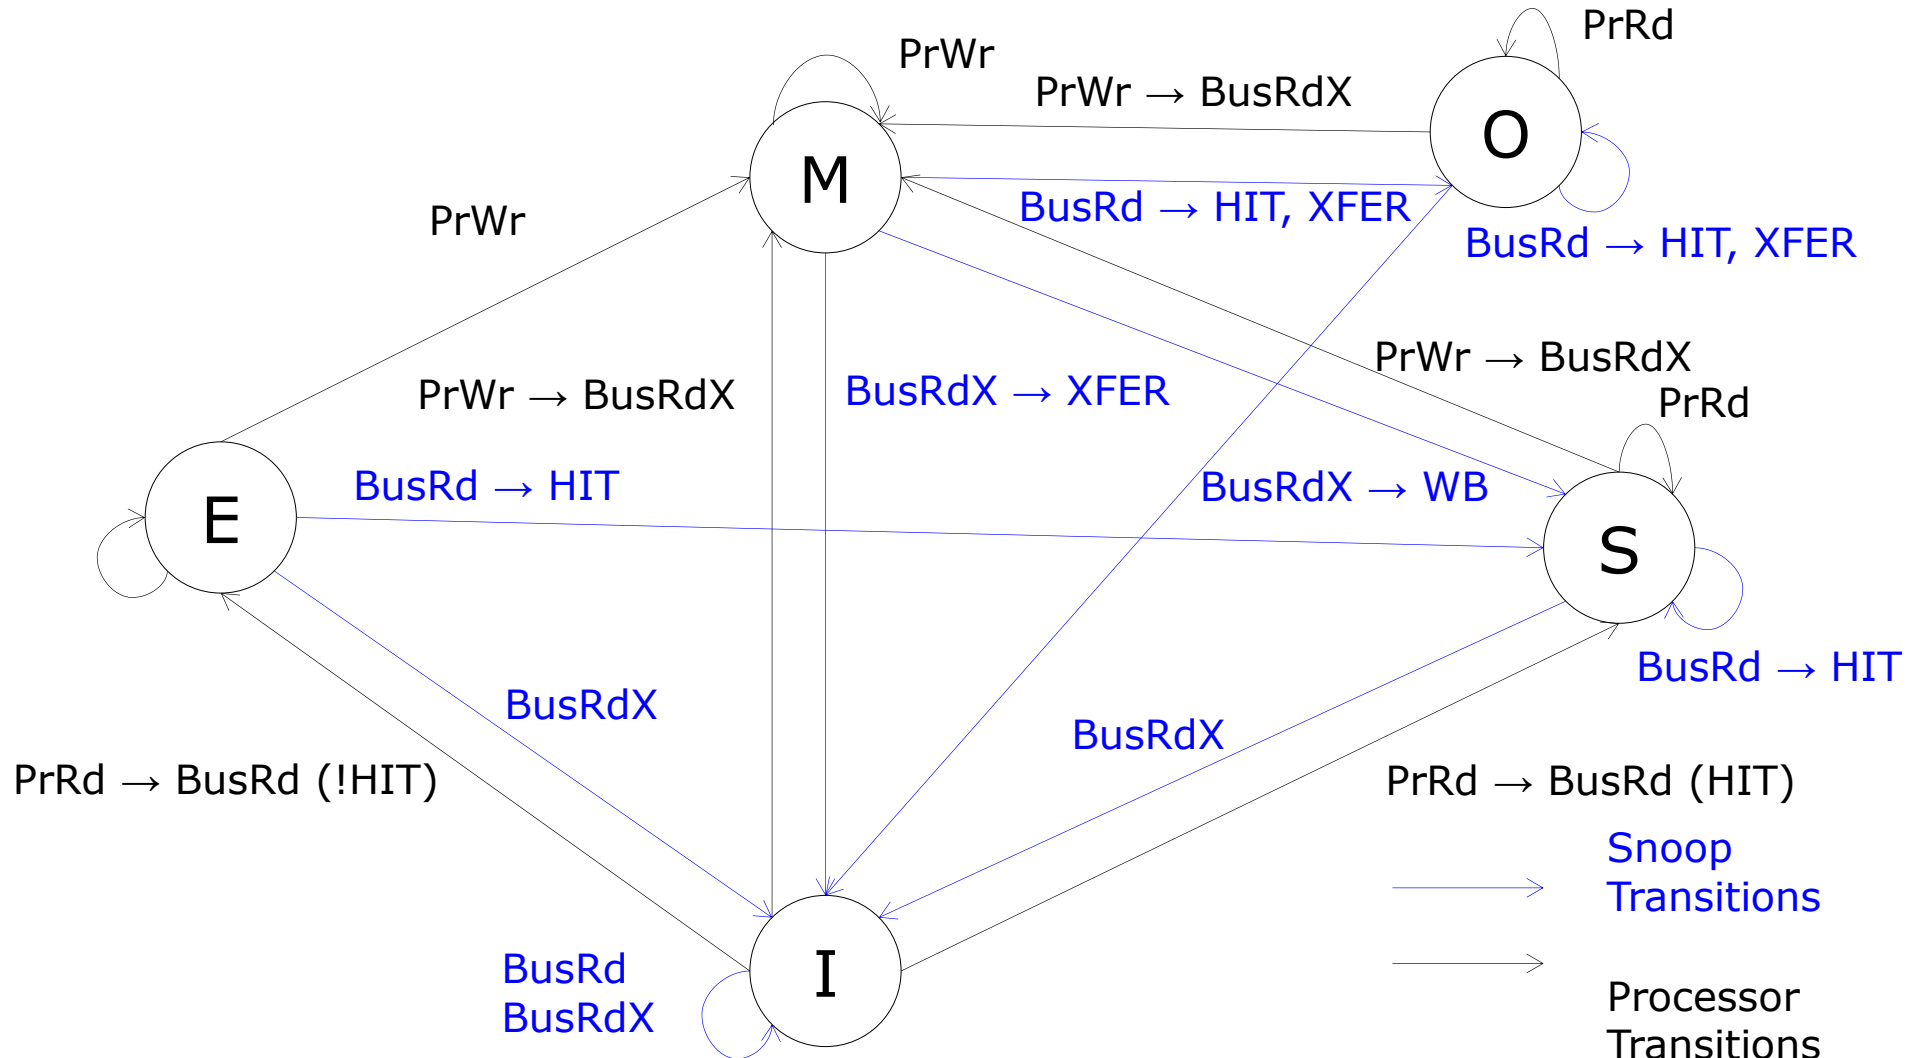 PrRd
PrWr
PrWr → BusRdX
O
M
BusRd → HIT, XFER
PrWr
BusRd → HIT, XFER
PrWr → BusRdX
PrWr → BusRdX
BusRdX → XFER
PrRd
BusRd → HIT
BusRdX → WB
E
S
BusRd → HIT
BusRdX
BusRdX
PrRd → BusRd (!HIT)
PrRd → BusRd (HIT)
Snoop
Transitions
I
BusRd
BusRdX
Processor
Transitions